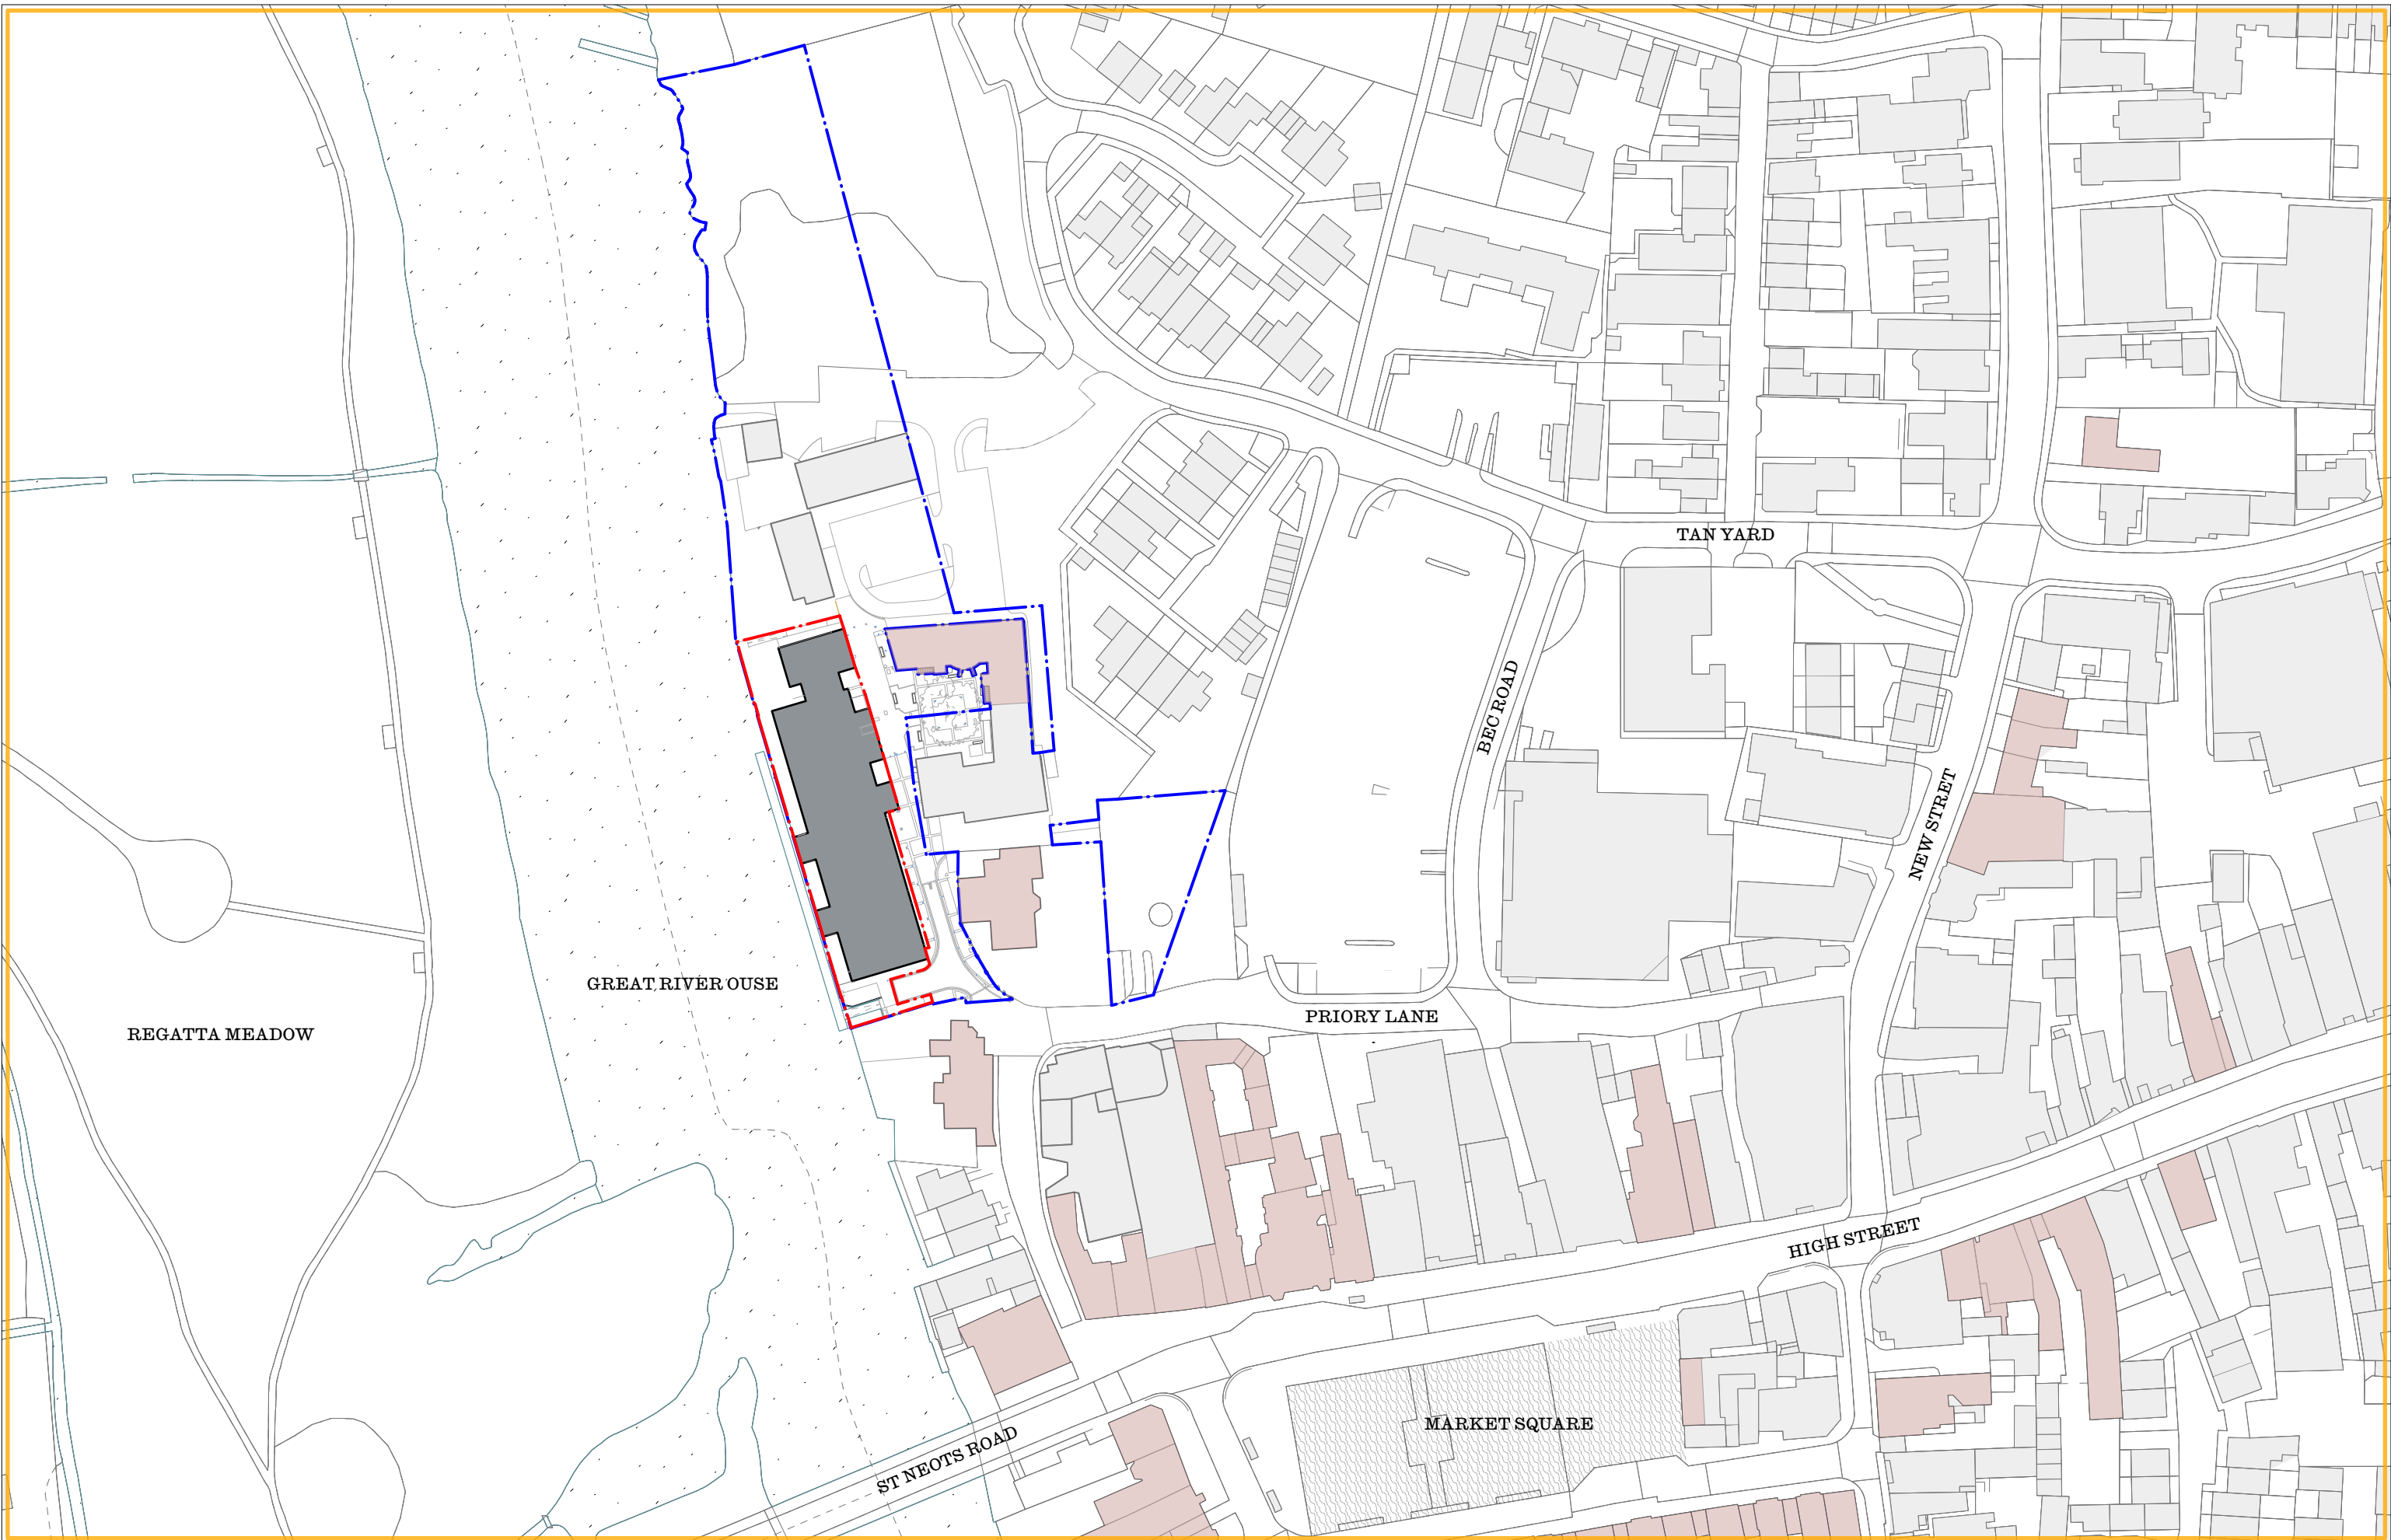 TAN YARD
BEC ROAD
NEW STREET
GREAT RIVER OUSE
REGATTA MEADOW
PRIORY LANE
HIGH STREET
MARKET SQUARE
ST NEOTS ROAD